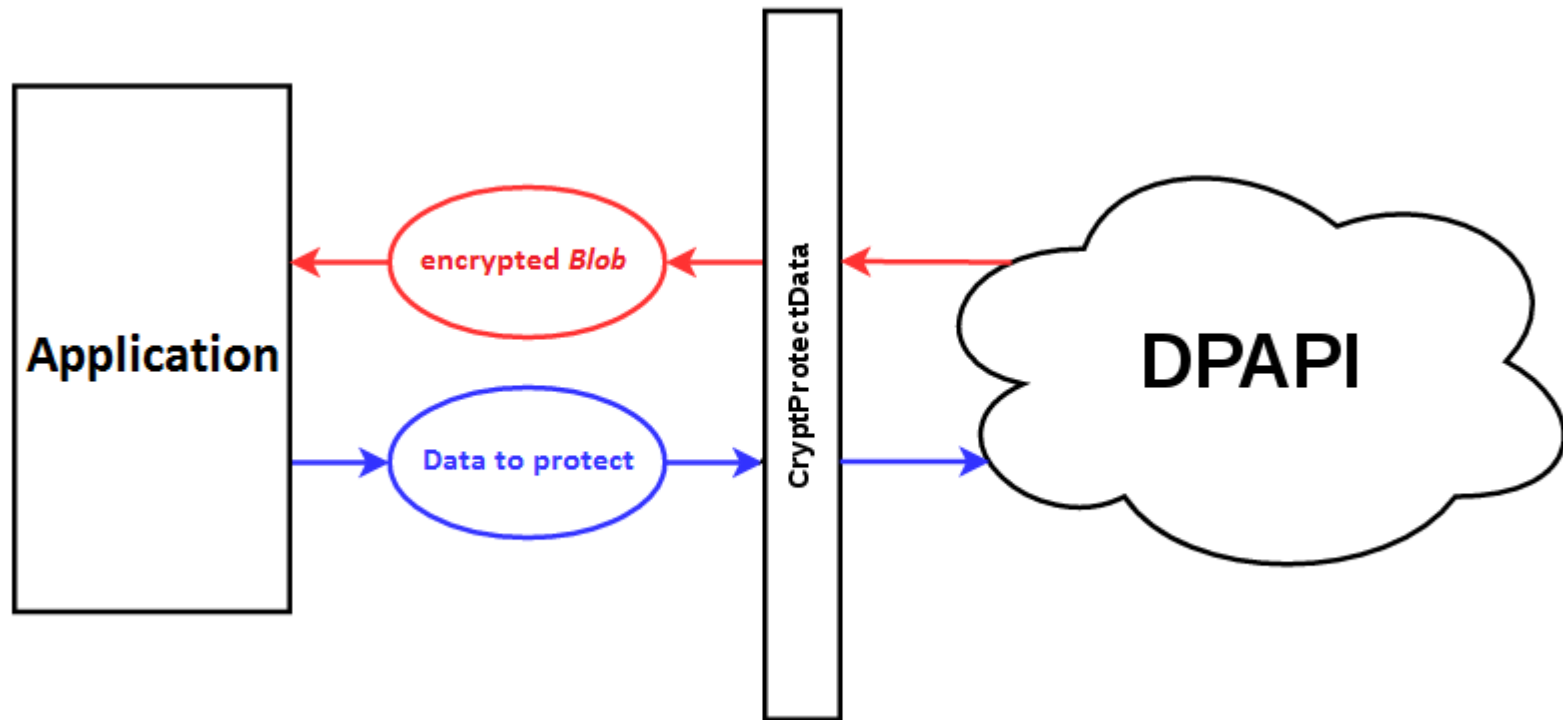 Application
encrypted Blob
Data to protect
CryptProtectData
DPAPI